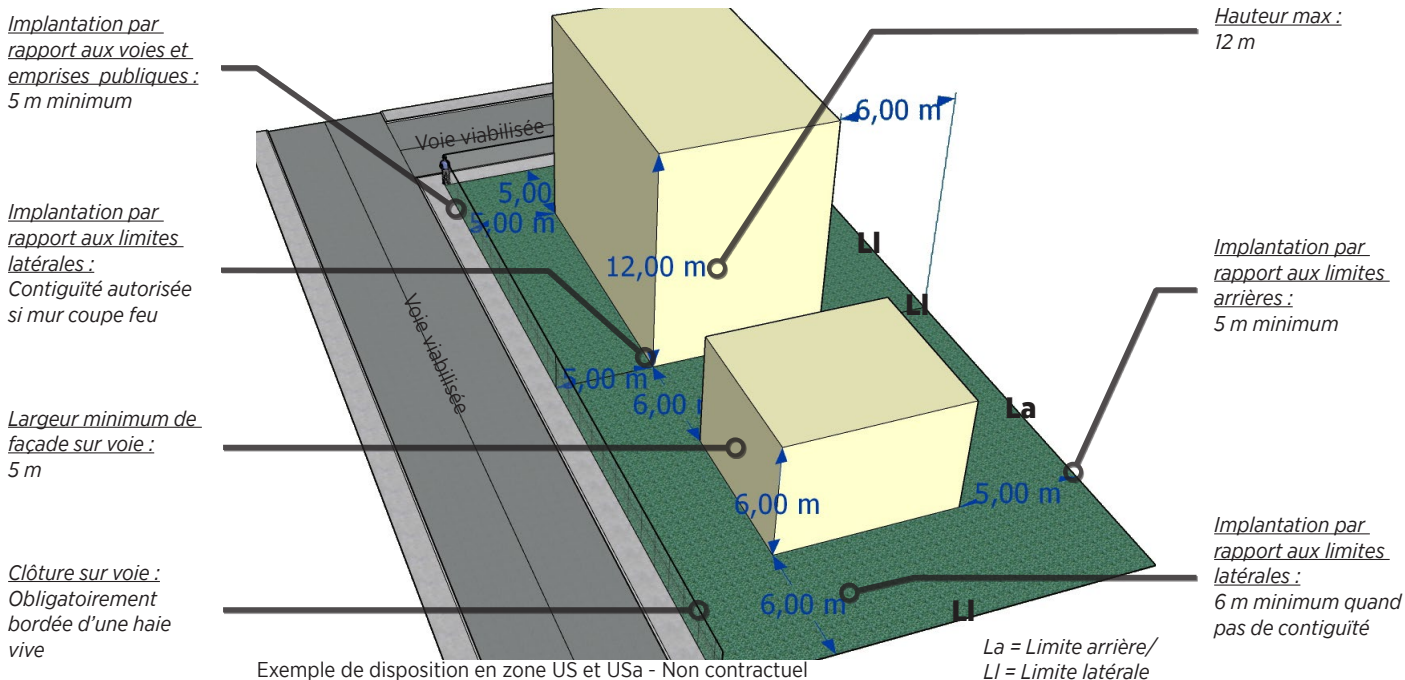 Implantation par
rapport aux voies et
emprises publiques :
5 m minimum
Implantation par
rapport aux limites
latérales :
Contiguïté autorisée
si mur coupe feu
Largeur minimum de
façade sur voie :
5 m
Clôture sur voie :
Obligatoirement
bordée d'une haie
vive
Voie viabilisée
Voie viabilisée
5,00
5,00 m
12,00 m
6,00 m
5,00 m
6,00
6,00 m
5,00 m
6,00 m
Ll
Ll
La
Ll
Hauteur max :
12 m
Implantation par
rapport aux limites
arrières :
5 m minimum
Implantation par
rapport aux limites
latérales :
6 m minimum quand
pas de contiguïté
La = Limite arrière/
Ll = Limite latérale
Exemple de disposition en zone US et USa - Non contractuel